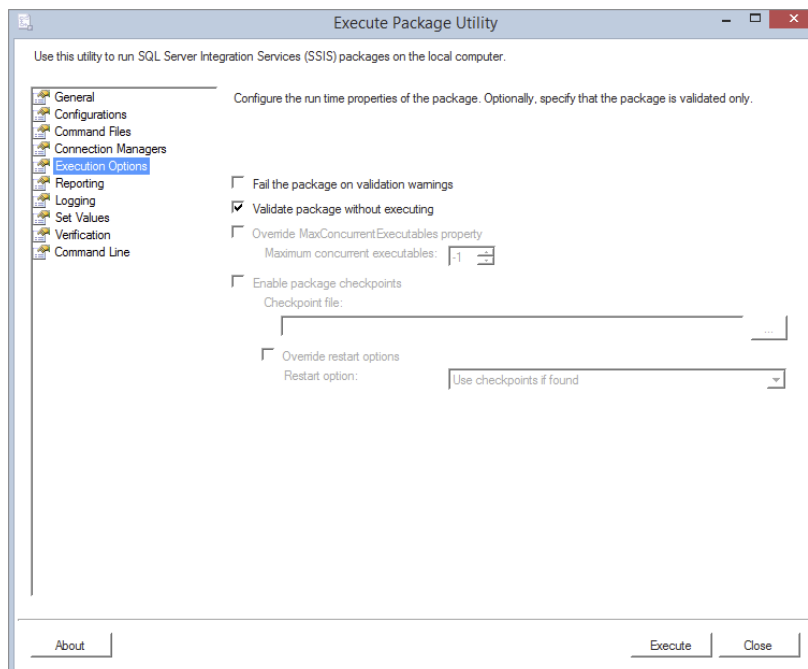 Execute Package Utility
Use this utility to run SQL Server Integration Services (SSIS) packages on the local computer.
General
Configurations
Command Files
Connection Managers
Execution Options
Reporting
Logging
Set Values
Verification
Command Line
Configure the run time properties of the package. Optionally, specify that the package is validated only.
Fail the package on validation warnings
Validate package without executing
Override MaxConcurrentExecutables property
Maximum concurrent executables: -1
Enable package checkpoints
Checkpoint file:
...
Override restart options
Restart option: Use checkpoints if found
About Execute Close